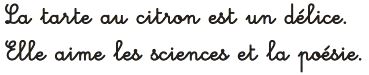 La tarte au citron est un délice.
Elle aime les sciences et la poésie.